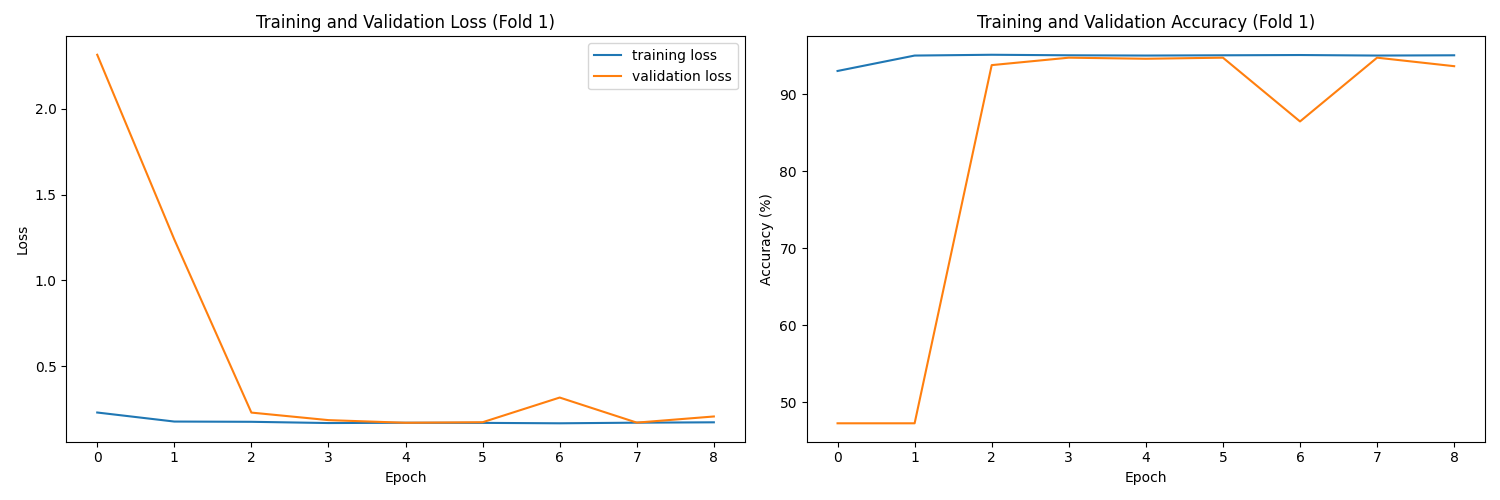 Training and Validation Loss (Fold 1)
training loss
validation loss
2.0
1.5
1.0
0.5
Loss
0 1 2 3 4 5 6 7 8
Epoch
Training and Validation Accuracy (Fold 1)
90
80
70
60
50
Accuracy (%)
0 1 2 3 4 5 6 7 8
Epoch